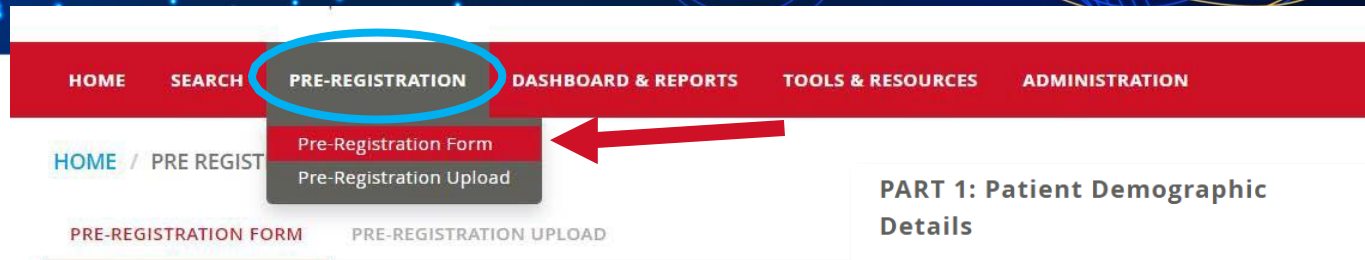 HOME SEARCH PRE-REGISTRATION DASHBOARD & REPORTS TOOLS & RESOURCES ADMINISTRATION
Pre-Registration Form
Pre-Registration Upload
HOME / PRE REGIST
PRE-REGISTRATION FORM PRE-REGISTRATION UPLOAD
PART 1: Patient Demographic
Details